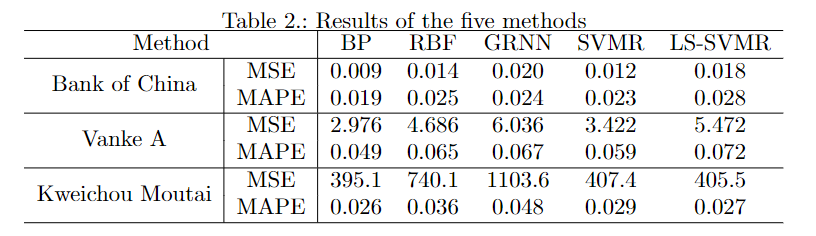 Table 2.: Results of the five methods
Method BP RBF GRNN SVMR LS-SVMR
Bank of China MSE 0.009 0.014 0.020 0.012 0.018
MAPE 0.019 0.025 0.024 0.023 0.028
Vanke A MSE 2.976 4.686 6.036 3.422 5.472
MAPE 0.049 0.065 0.067 0.059 0.072
Kweichou Moutai MSE 395.1 740.1 1103.6 407.4 405.5
MAPE 0.026 0.036 0.048 0.029 0.027